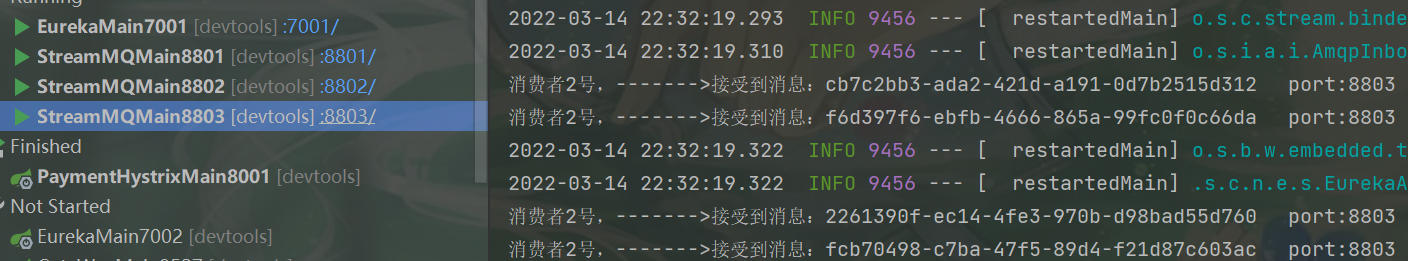 Running
EurekaMain7001 [devtools] :7001/
StreamMQMain8801 [devtools] :8801/
StreamMQMain8802 [devtools] :8802/
StreamMQMain8803 [devtools] :8803/
Finished
PaymentHystrixMain8001 [devtools]
Not Started
EurekaMain7002 [devtools]
2022-03-14 22:32:19.293 INFO 9456 --- [ restartedMain] o.s.c.stream.binde
2022-03-14 22:32:19.310 INFO 9456 --- [ restartedMain] o.s.i.a.i.AmqpInbo
消费者2号，------->接受到消息：cb7c2bb3-ada2-421d-a191-0d7b2515d312 port:8803
消费者2号，------->接受到消息：f6d397f6-ebfb-4666-865a-99fc0f0c66da port:8803
2022-03-14 22:32:19.322 INFO 9456 --- [ restartedMain] o.s.b.w.embedded.t
2022-03-14 22:32:19.322 INFO 9456 --- [ restartedMain] .s.c.n.e.s.EurekaA
消费者2号，------->接受到消息：2261390f-ec14-4fe3-970b-d98bad55d760 port:8803
消费者2号，------->接受到消息：fcb70498-c7ba-47f5-89d4-f21d87c603ac port:8803